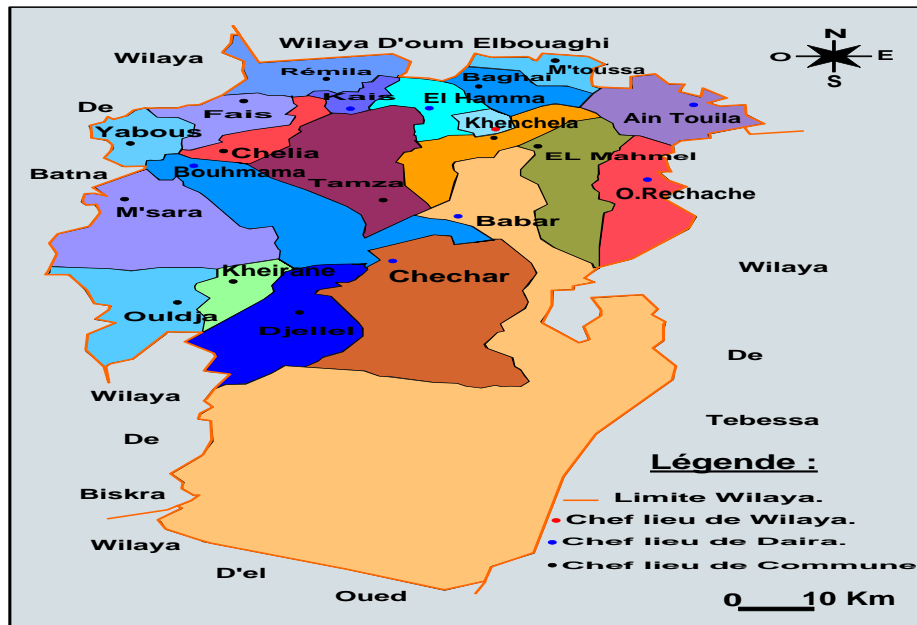 Wilaya
Wilaya D'oum Elbouaghi
N
O
E
S
Rémila
M'toussa
Baghai
Kais
El Hamma
De
Fais
Khenchela
Ain Touila
Yabous
Chelia
EL Mahmel
Batna
Bouhmama
Tamza
O.Rechache
M'sara
Babar
Kheirane
Chechar
Wilaya
Ouldja
Djellel
De
Wilaya
Tebessa
De
Légende :
Biskra
Limite Wilaya.
Chef lieu de Wilaya.
Wilaya
Chef lieu de Daira.
D'el
Chef lieu de Commune
Oued
0 10 Km